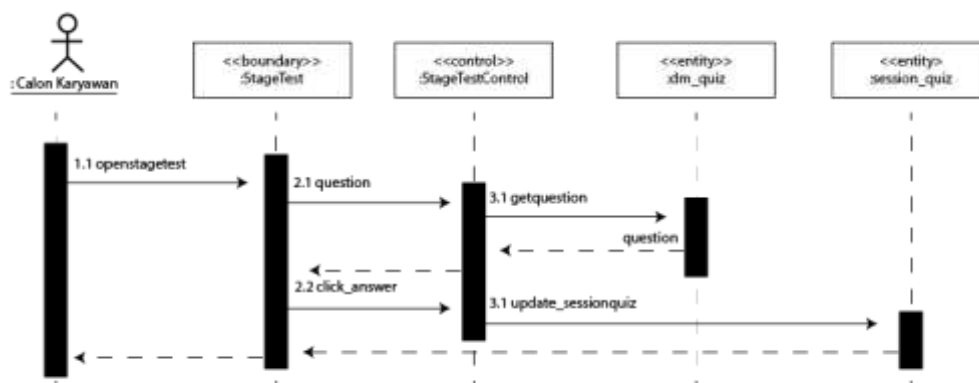 <<boundary>>
:StageTest
<<control>>
:StageTestControl
<<entity>>
:dm_quiz
<<entity>
:session_quiz
: Calon Karyawan
1.1 openstagetest
2.1 question
3.1 getquestion
question
2.2 click_answer
3.1 update_sessionquiz